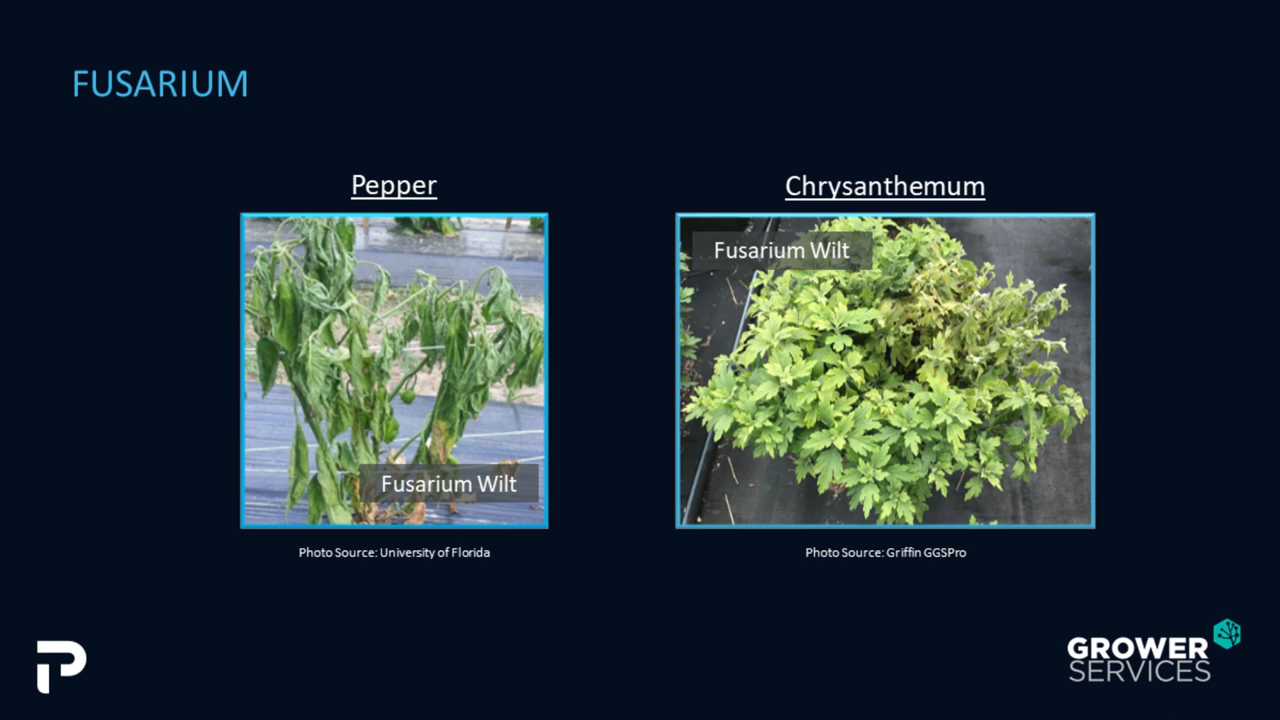 FUSARIUM
Pepper
Fusarium Wilt
Photo Source: University of Florida
Chrysanthemum
Fusarium Wilt
Photo Source: Griffin GGSPro
P
GROWER
SERVICES